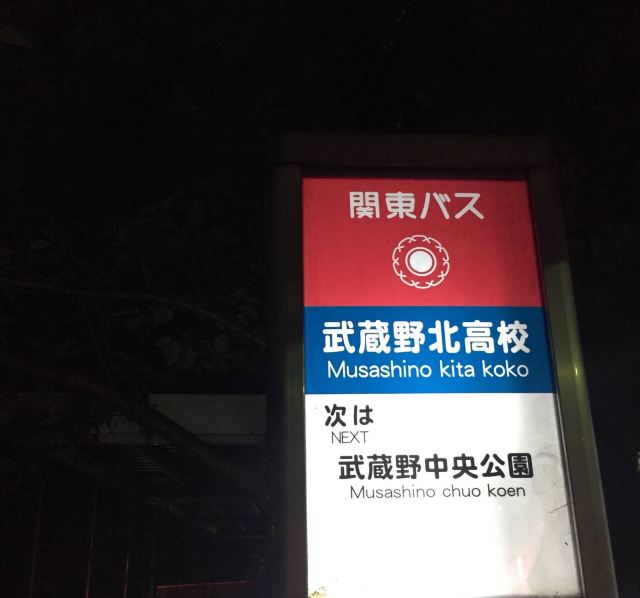 関東バス
武蔵野北高校
Musashino kita koko
次は
NEXT
武蔵野中央公園
Musashino chuo koen